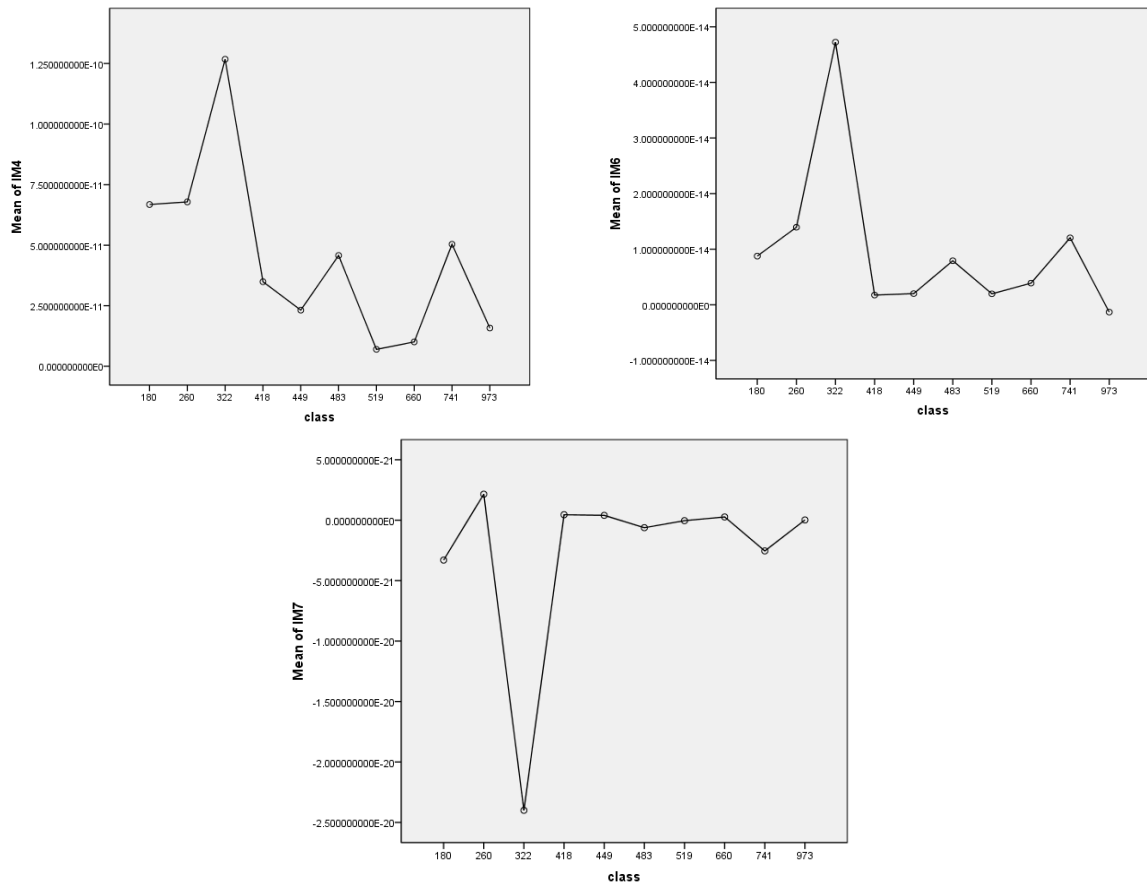 Mean of IM4
1.250000000E-10
1.000000000E-10
7.500000000E-11
5.000000000E-11
2.500000000E-11
0.000000000E0
180 260 322 418 449 483 519 660 741 973
class
Mean of IM6
5.000000000E-14
4.000000000E-14
3.000000000E-14
2.000000000E-14
1.000000000E-14
0.000000000E0
-1.000000000E-14
180 260 322 418 449 483 519 660 741 973
class
Mean of IM7
5.000000000E-21
0.000000000E0
-5.000000000E-21
-1.000000000E-20
-1.500000000E-20
-2.000000000E-20
-2.500000000E-20
180 260 322 418 449 483 519 660 741 973
class